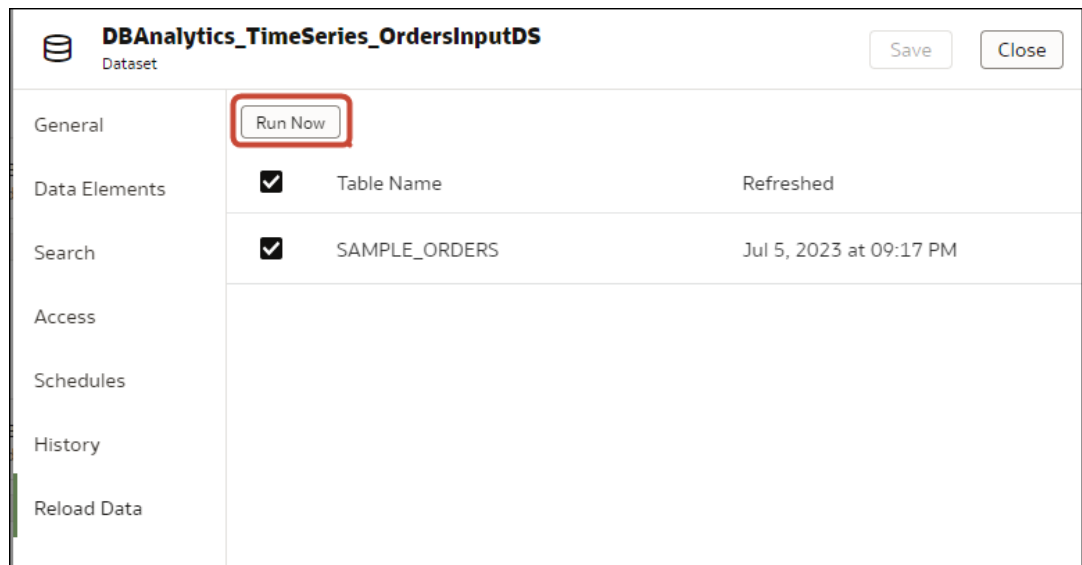 DBAnalytics_TimeSeries_OrdersInputDS
Dataset
Save
Close
General
Data Elements
Search
Access
Schedules
History
Reload Data
Run Now
Table Name Refreshed
SAMPLE_ORDERS Jul 5, 2023 at 09:17 PM